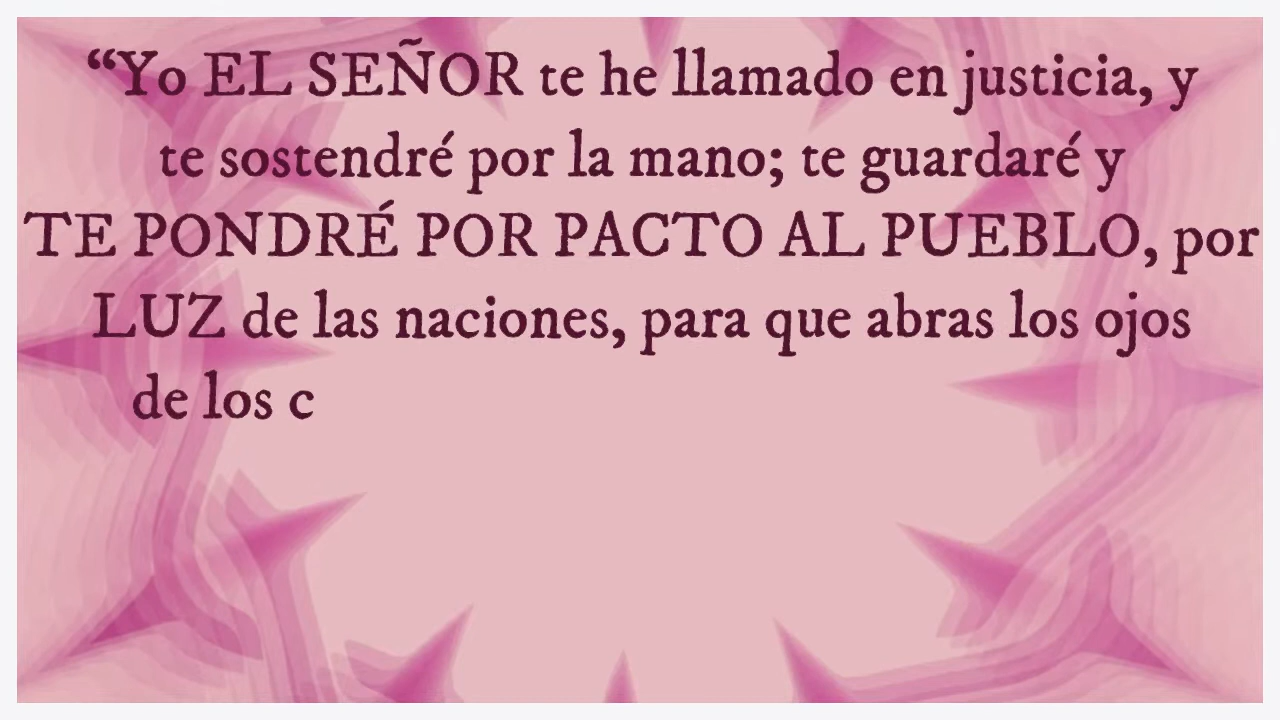 “Yo EL SEÑOR te he llamado en justicia, y
te sostendré por la mano; te guardaré y
TE PONDRÉ POR PACTO AL PUEBLO, por
LUZ de las naciones, para que abras los ojos
de los c